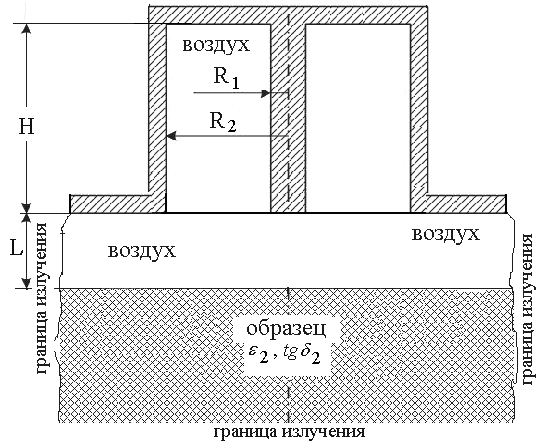 воздух
R1
H
R2
L
воздух
воздух
граница излучения
граница излучения
образец
ε2, tgδ2
граница излучения